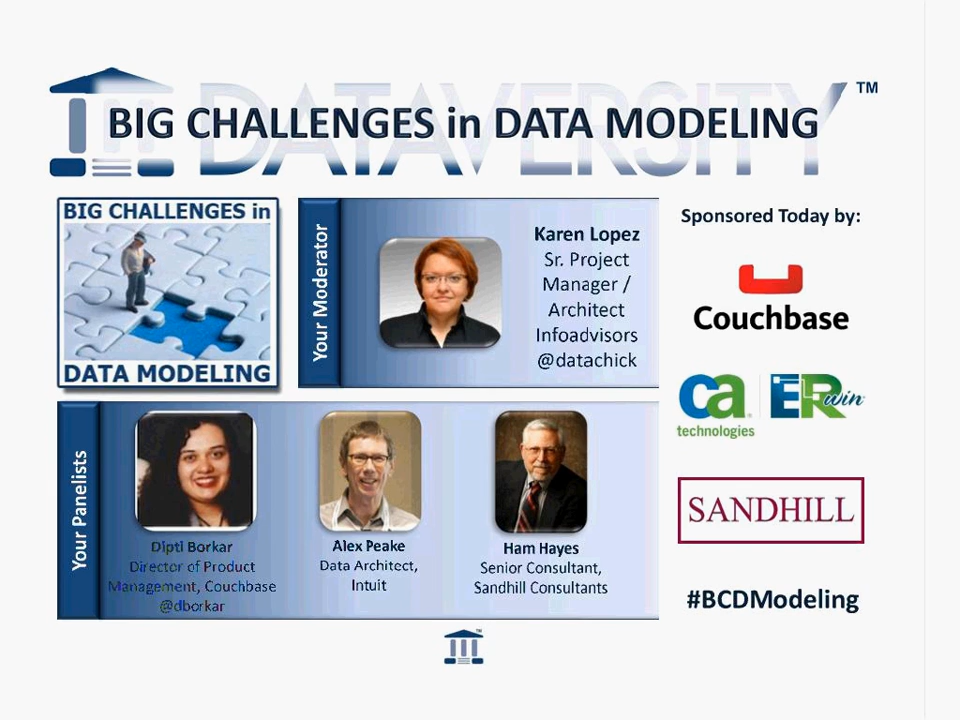 DATAVERSITY
TM
BIG CHALLENGES in DATA MODELING
BIG CHALLENGES in
DATA MODELING
Your Moderator
Karen Lopez
Sr. Project
Manager /
Architect
Infoadvisors
@datachick
Sponsored Today by:
Couchbase
ca
technologies
ERwin
SANDHILL
#BCDModeling
Your Panelists
Dipti Borkar
Director of Product
Management, Couchbase
@dborkar
Alex Peake
Data Architect,
Intuit
Ham Hayes
Senior Consultant,
Sandhill Consultants